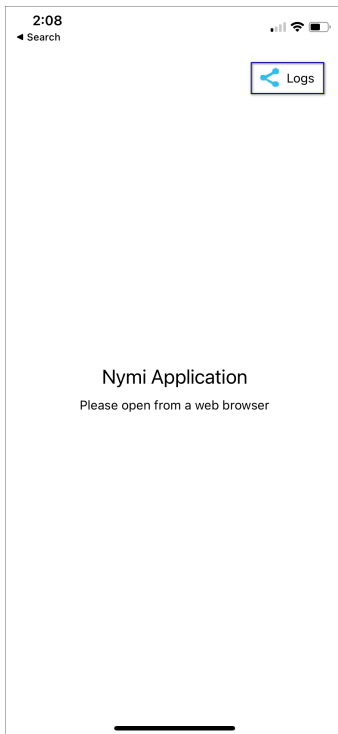 2:08
◀ Search
Logs
Nymi Application
Please open from a web browser